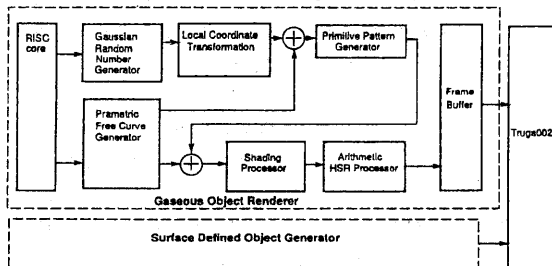 RISC
core
Gaussian
Random
Number
Generator
Local Coordinate
Transformation
Primitive Pattern
Generator
Prametric
Free Curve
Generator
Shading
Processor
Arithmetic
HSR Processor
Frame
Buffer
Truga002
Gaseous Object Renderer
Surface Defined Object Generator